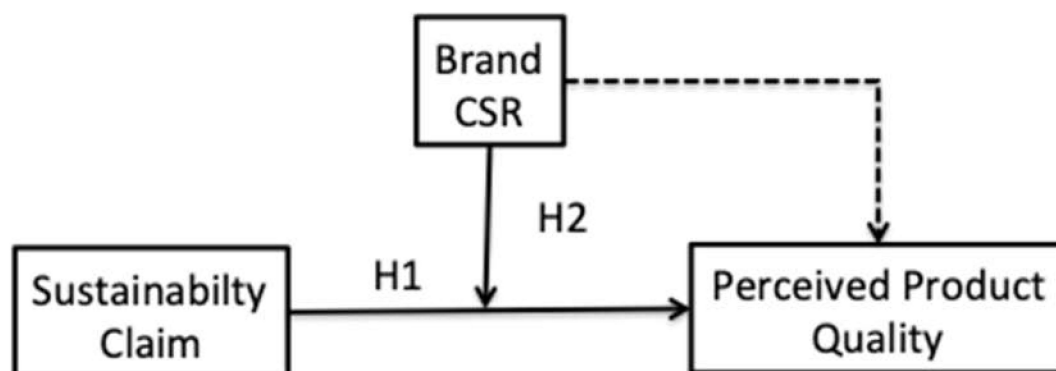 Brand
CSR
H2
H1
Sustainabilty
Claim
Perceived Product
Quality